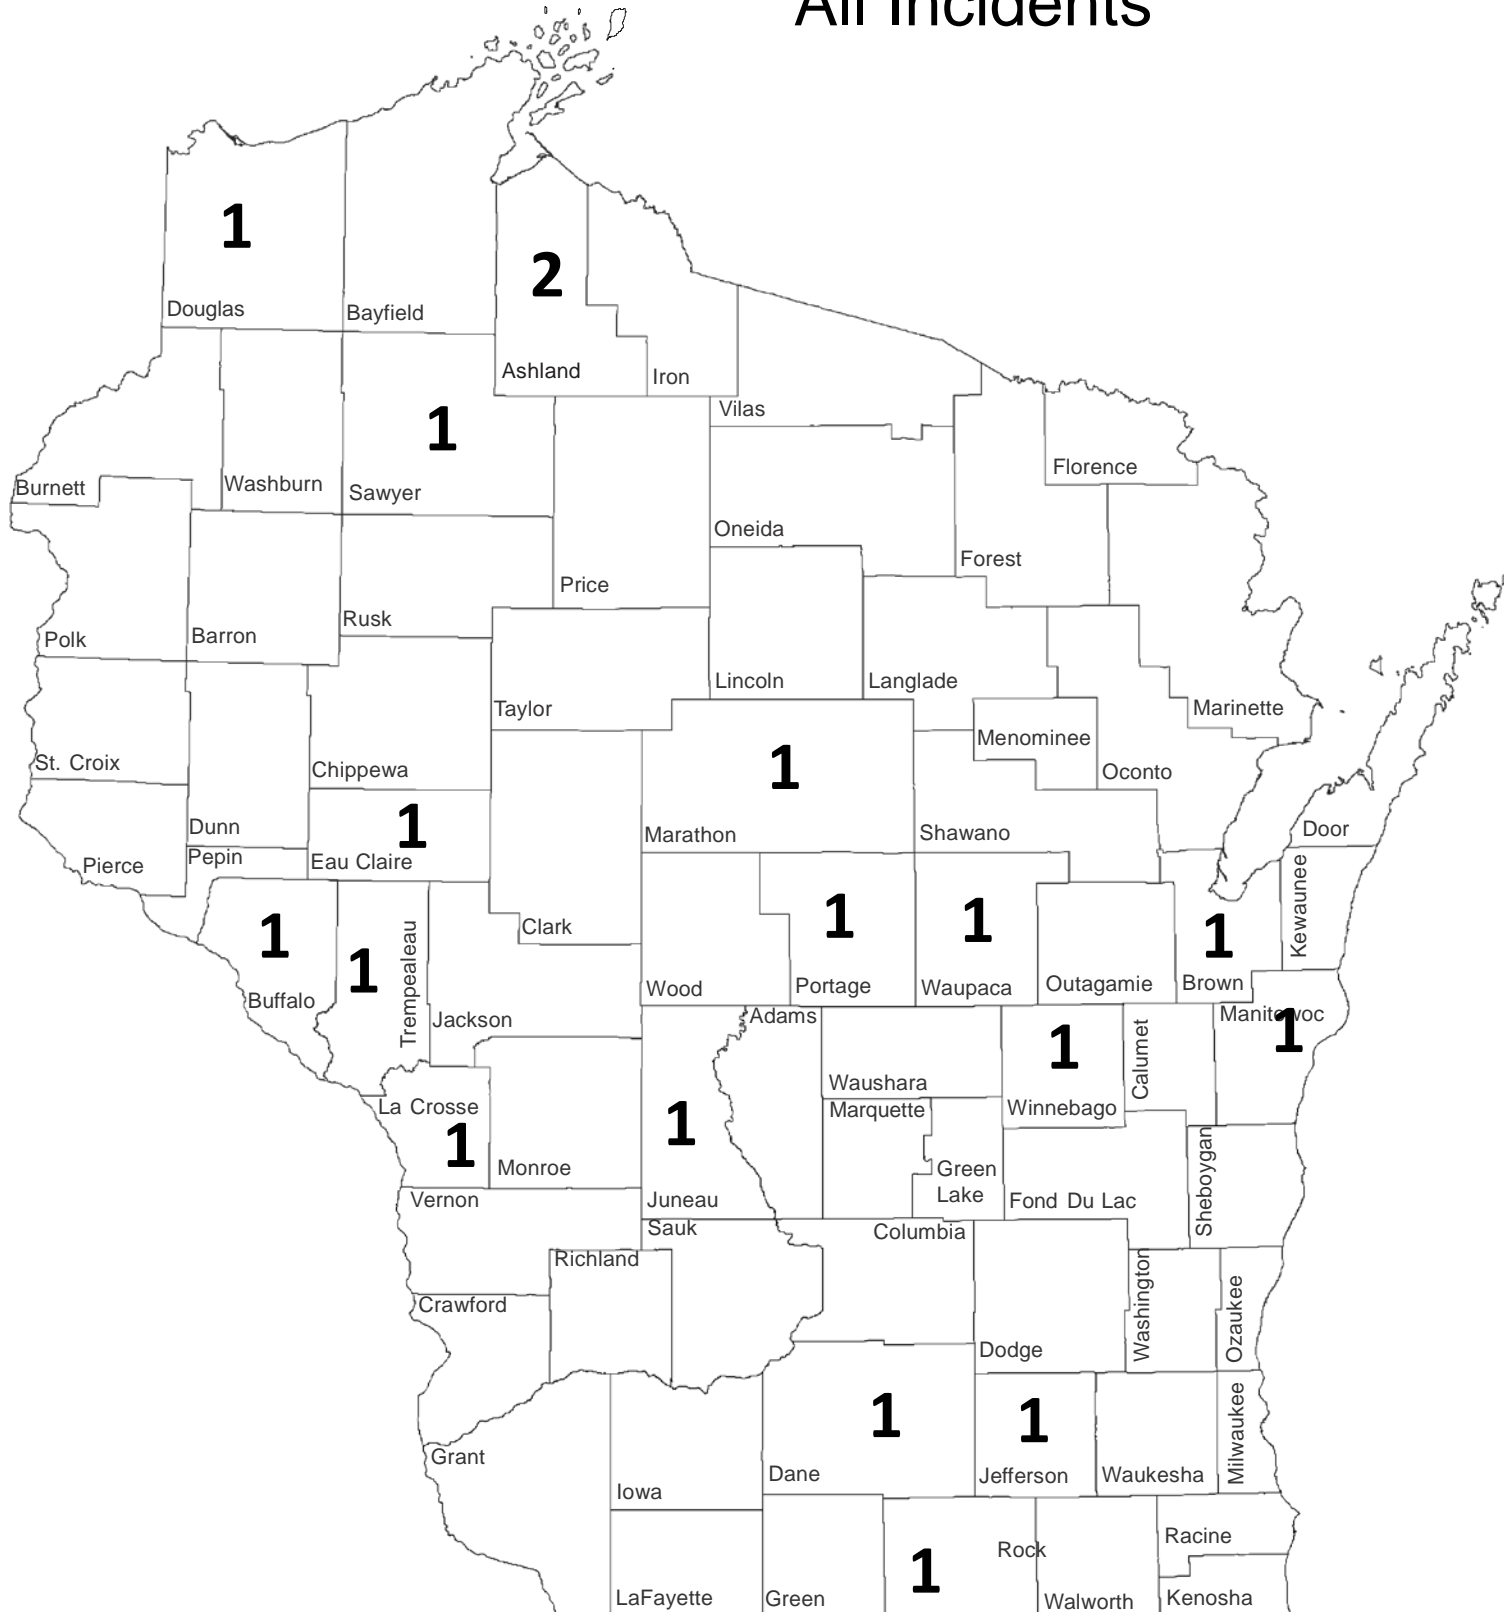 All Incidents
1
2
Douglas
Bayfield
Ashland
Iron
Vilas
1
Florence
Burnett
Washburn
Sawyer
Oneida
Forest
Price
Rusk
Polk
Barron
Lincoln
Langlade
Taylor
Marinette
Menominee
St. Croix
Chippewa
1
Oconto
1
Dunn
Marathon
Shawano
Door
Pepin
Pierce
Eau Claire
Kewaunee
1
1
1
1
1
Clark
Trempealeau
Buffalo
Wood
Portage
Waupaca
Outagamie
Brown
Jackson
Adams
Manitowoc
1
1
Calumet
Waushara
La Crosse
Marquette
Winnebago
1
1
Monroe
Green
Lake
Sheboygan
Vernon
Juneau
Fond Du Lac
Sauk
Columbia
Richland
Washington
Ozaukee
Crawford
Dodge
1
1
Milwaukee
Grant
Dane
Jefferson
Waukesha
Iowa
Rock
Racine
1
LaFayette
Green
Walworth
Kenosha